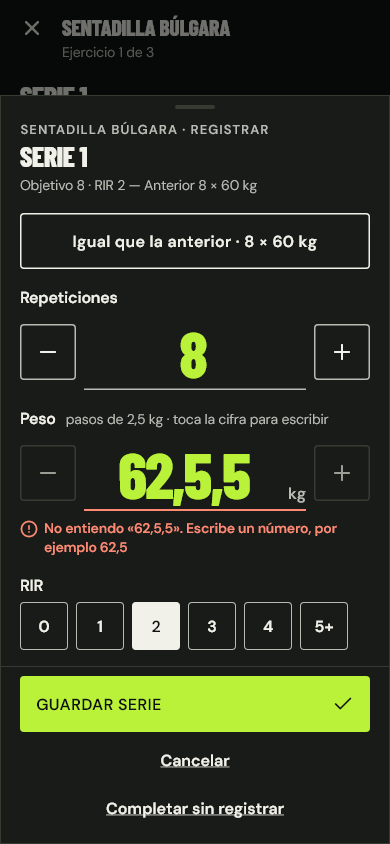 SENTADILLA BÚLGARA
Ejercicio 1 de 3
SERIE 1
SENTADILLA BÚLGARA · REGISTRAR
SERIE 1
Objetivo 8 · RIR 2 — Anterior 8 × 60 kg
Igual que la anterior · 8 × 60 kg
Repeticiones
− 8 +
Peso pasos de 2,5 kg · toca la cifra para escribir
− 62,5,5 kg +
No entiendo «62,5,5». Escribe un número, por
ejemplo 62,5
RIR
0 1 2 3 4 5+
GUARDAR SERIE
Cancelar
Completar sin registrar